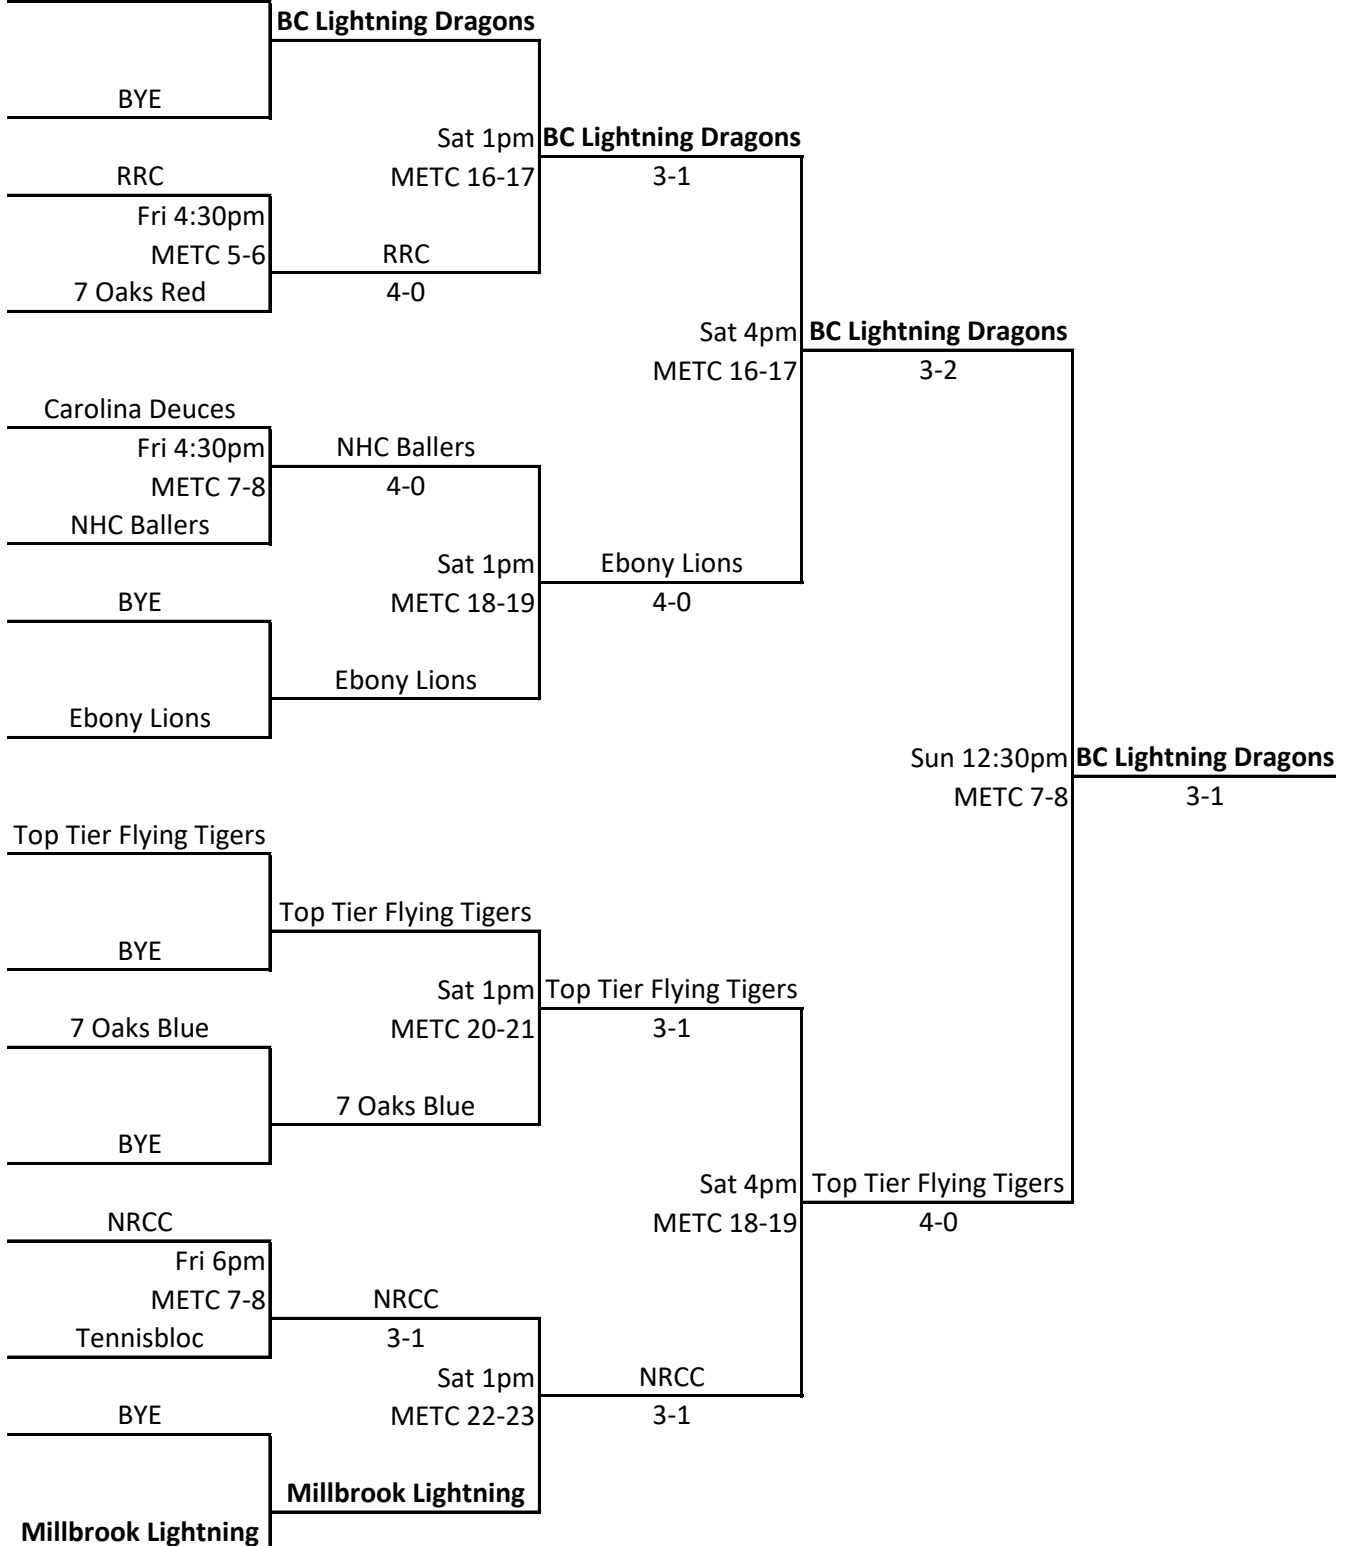 BC Lightning Dragons
BYE
Sat 1pm
BC Lightning Dragons
RRC
METC 16-17
3-1
Fri 4:30pm
METC 5-6
RRC
7 Oaks Red
4-0
Sat 4pm
BC Lightning Dragons
METC 16-17
3-2
Carolina Deuces
Fri 4:30pm
NHC Ballers
METC 7-8
4-0
NHC Ballers
Sat 1pm
Ebony Lions
BYE
METC 18-19
4-0
Ebony Lions
Ebony Lions
Sun 12:30pm
BC Lightning Dragons
METC 7-8
3-1
Top Tier Flying Tigers
Top Tier Flying Tigers
BYE
Sat 1pm
Top Tier Flying Tigers
7 Oaks Blue
METC 20-21
3-1
7 Oaks Blue
BYE
Sat 4pm
Top Tier Flying Tigers
NRCC
METC 18-19
4-0
Fri 6pm
METC 7-8
NRCC
Tennisbloc
3-1
Sat 1pm
NRCC
BYE
METC 22-23
3-1
Millbrook Lightning
Millbrook Lightning